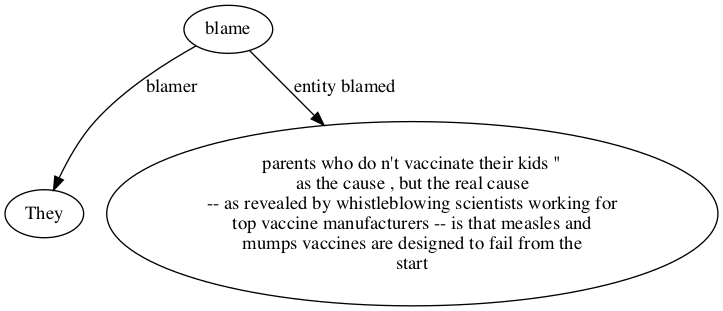 blame
blamer
entity blamed
They
parents who do n't vaccinate their kids "
as the cause , but the real cause
-- as revealed by whistleblowing scientists working for
top vaccine manufacturers -- is that measles and
mumps vaccines are designed to fail from the
start